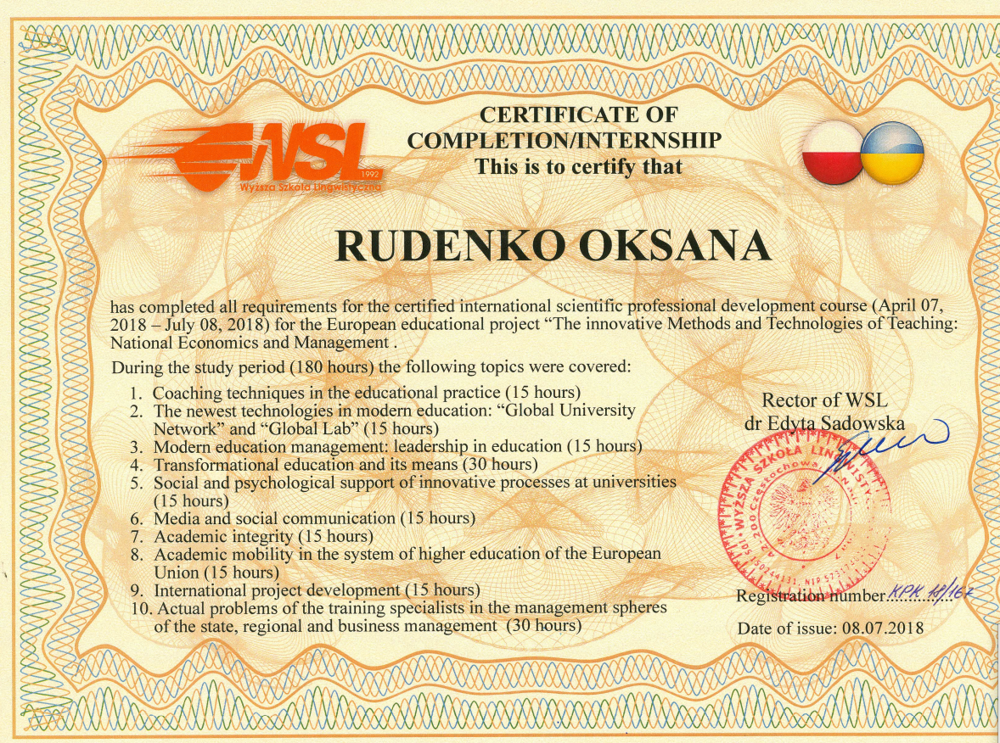 WSL
1992
Wyższa Szkoła Lingwistyczna
CERTIFICATE OF
COMPLETION/INTERNSHIP
This is to certify that
RUDENKO OKSANA
has completed all requirements for the certified international scientific professional development course (April 07,
2018 – July 08, 2018) for the European educational project “The innovative Methods and Technologies of Teaching:
National Economics and Management .
During the study period (180 hours) the following topics were covered:
1. Coaching techniques in the educational practice (15 hours)
2. The newest technologies in modern education: “Global University
Network” and “Global Lab” (15 hours)
3. Modern education management: leadership in education (15 hours)
4. Transformational education and its means (30 hours)
5. Social and psychological support of innovative processes at universities
(15 hours)
6. Media and social communication (15 hours)
7. Academic integrity (15 hours)
8. Academic mobility in the system of higher education of the European
Union (15 hours)
9. International project development (15 hours)
10. Actual problems of the training specialists in the management spheres
of the state, regional and business management (30 hours)
Rector of WSL
dr Edyta Sadowska
WYŻSZA SZKOŁA
42-200 Częstochowa,
Registration number KPK 18/167
Date of issue: 08.07.2018